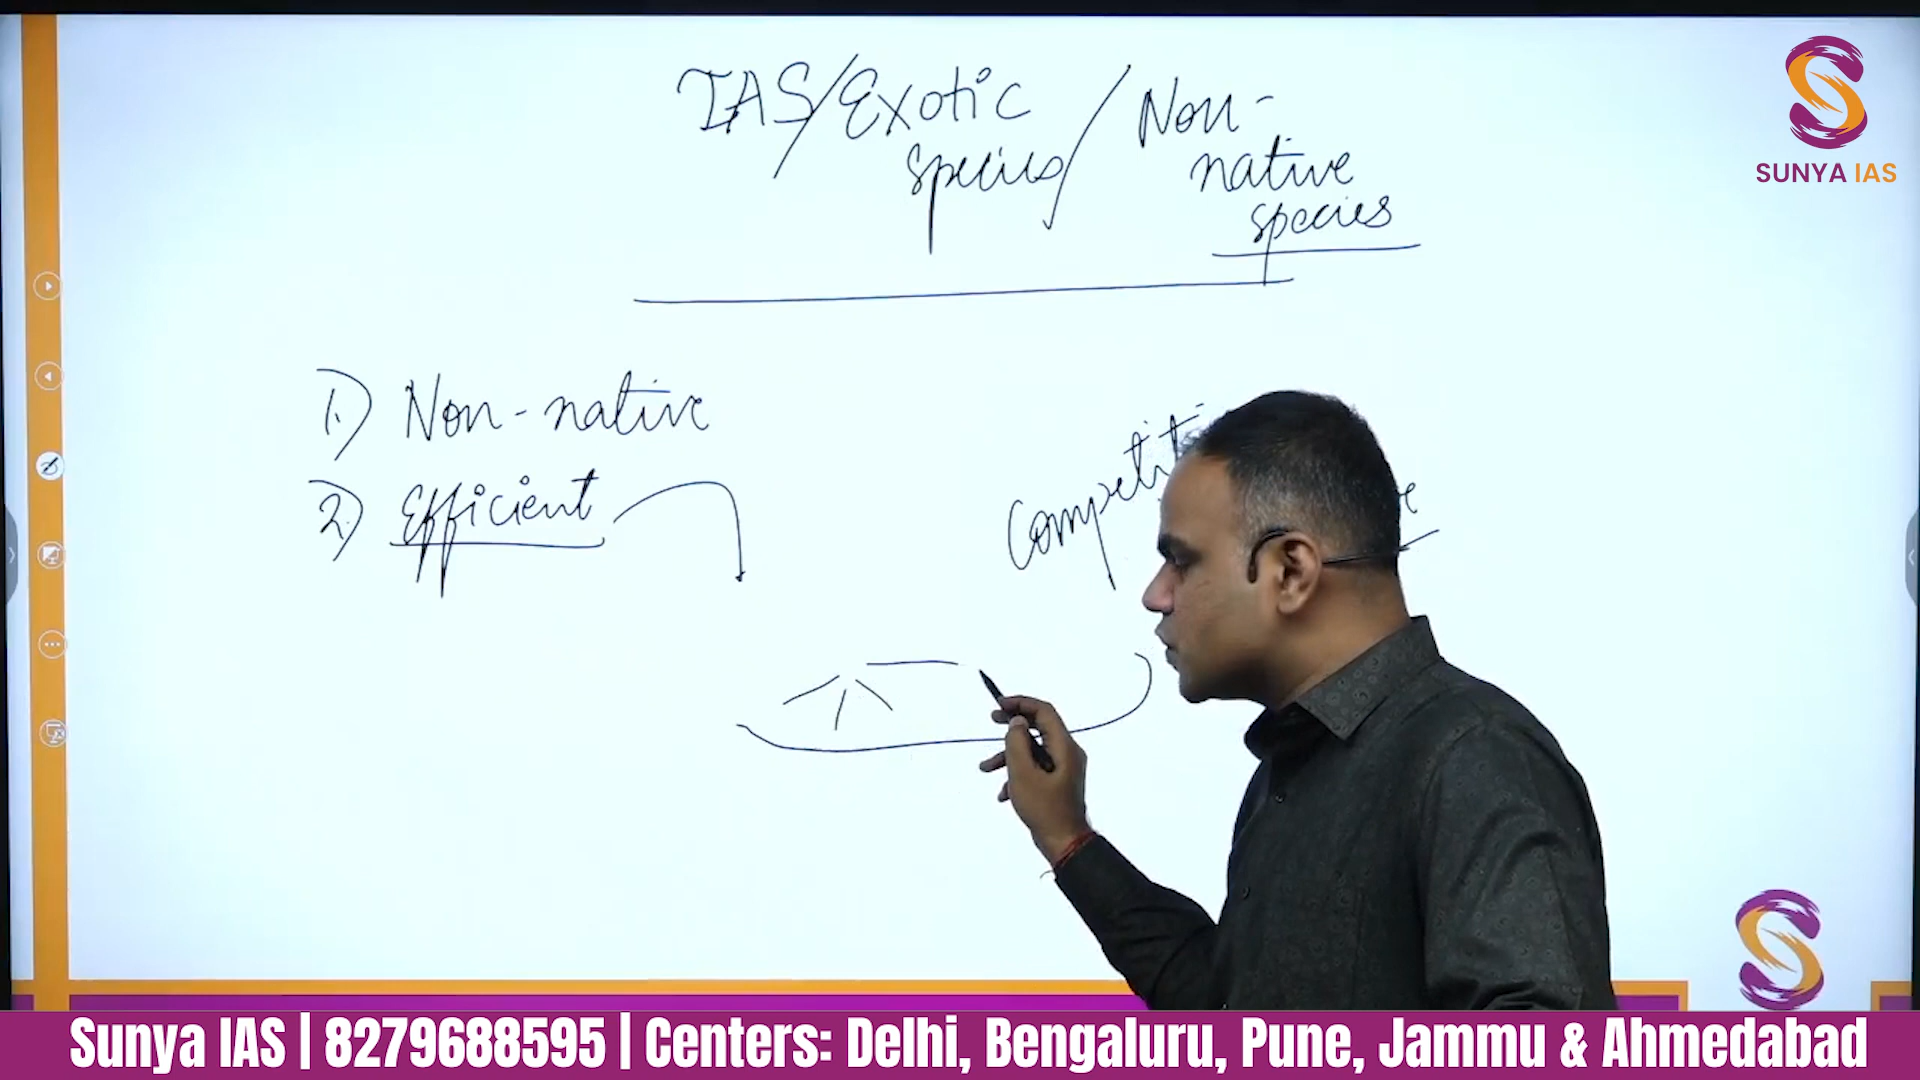 IAS/Exotic species/Non-native species
SUNYA IAS
1.) Non-native
2.) Efficient
Sunya IAS | 8279688595 | Centers: Delhi, Bengaluru, Pune, Jammu & Ahmedabad